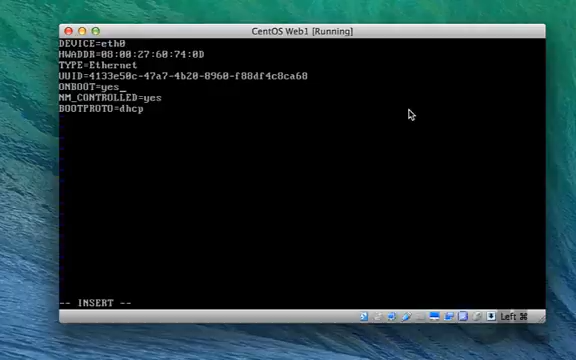 CentOS Web1 [Running]
DEVICE=eth0
HWADDR=08:00:27:60:74:0D
TYPE=Ethernet
UUID=4133e50c-47a7-4b20-8960-f88df4c8ca68
ONBOOT=yes_
NM_CONTROLLED=yes
BOOTPROTO=dhcp
-- INSERT --
Left ⌘